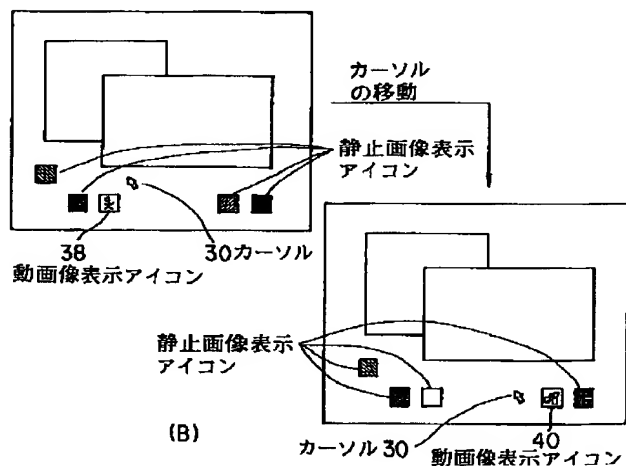 カーソル
の移動
静止画像表示
アイコン
38
30カーソル
動画像表示アイコン
静止画像表示
アイコン
(B)
カーソル30
40
動画像表示アイコン